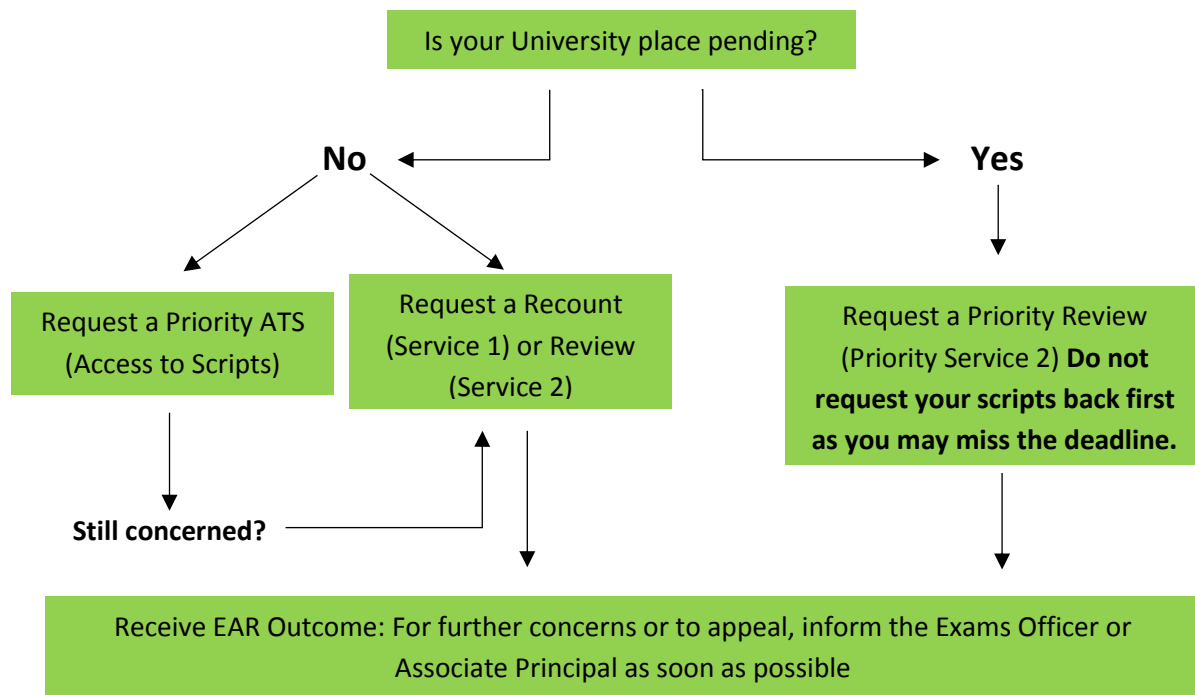 Is your University place pending?
No
Yes
Request a Priority ATS
(Access to Scripts)
Request a Recount
(Service 1) or Review
(Service 2)
Request a Priority Review
(Priority Service 2) Do not
request your scripts back first
as you may miss the deadline.
Still concerned?
Receive EAR Outcome: For further concerns or to appeal, inform the Exams Officer or
Associate Principal as soon as possible